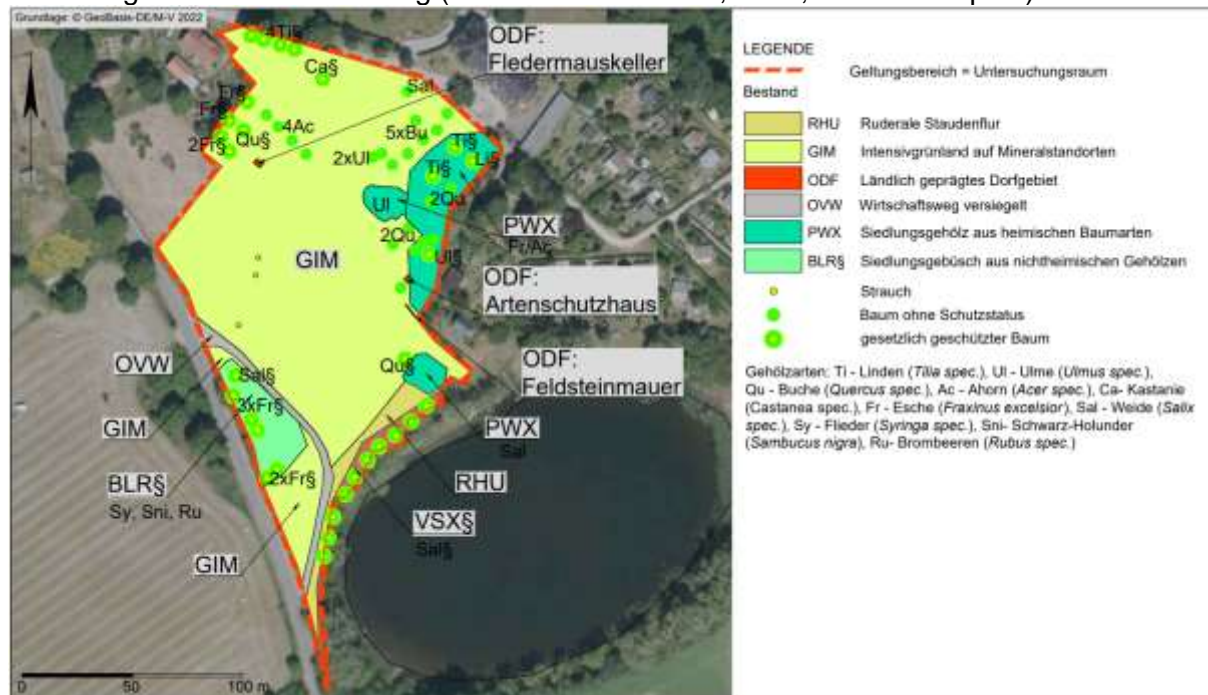 Grundlage: © GeoBasis-DE/M-V 2022
4Ti§
ODF:
Fledermauskeller
Ca§
Sal
Fr§
4Ac
Qu§
2Fr§
5xBu
2xUl
Ti§
Li§
Ti§
2Qu
Ul
PWX
Fr/Ac
2Qu
Ul§
GIM
ODF:
Artenschutzhaus
OVW
Qu§
ODF:
Feldsteinmauer
Sal§
3xFr§
GIM
PWX
Sal
2xFr§
RHU
BLR§
Sy, Sni, Ru
VSX§
Sal§
GIM
0 50 100 m
LEGENDE
Geltungsbereich = Untersuchungsraum
Bestand
RHU Ruderale Staudenflur
GIM Intensivgrünland auf Mineralstandorten
ODF Ländlich geprägtes Dorfgebiet
OVW Wirtschaftsweg versiegelt
PWX Siedlungsgehölz aus heimischen Baumarten
BLR§ Siedlungsgebüsch aus nichtheimischen Gehölzen
Strauch
Baum ohne Schutzstatus
gesetzlich geschützter Baum
Gehölzarten: Ti - Linden (Tilia spec.), Ul - Ulme (Ulmus spec.),
Qu - Buche (Quercus spec.), Ac - Ahorn (Acer spec.), Ca- Kastanie
(Castanea spec.), Fr - Esche (Fraxinus excelsior), Sal - Weide (Salix
spec.), Sy - Flieder (Syringa spec.), Sni- Schwarz-Holunder
(Sambucus nigra), Ru- Brombeeren (Rubus spec.)